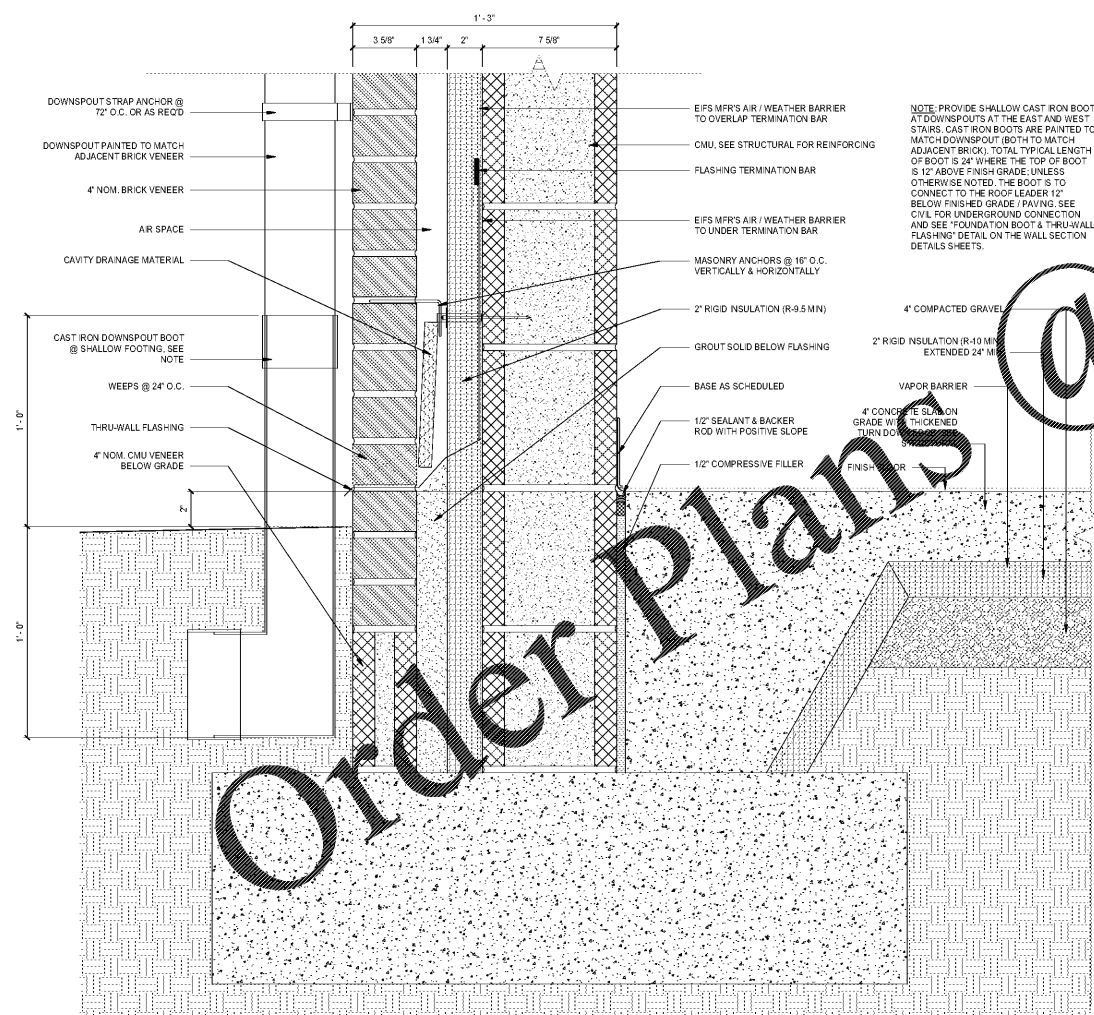 1' - 3"
3 5/8"
1 3/4"
2"
7 5/8"
DOWNSPOUT STRAP ANCHOR @
72" O.C. OR AS REQ'D
DOWNSPOUT PAINTED TO MATCH
ADJACENT BRICK VENEER
4" NOM. BRICK VENEER
AIR SPACE
CAVITY DRAINAGE MATERIAL
CAST IRON DOWNSPOUT BOOT
@ SHALLOW FOOTING, SEE
NOTE
WEEPS @ 24" O.C.
THRU-WALL FLASHING
4" NOM. CMU VENEER
BELOW GRADE
1' - 0"
2"
1' - 0"
EIFS MFR'S AIR / WEATHER BARRIER
TO OVERLAP TERMINATION BAR
CMU, SEE STRUCTURAL FOR REINFORCING
FLASHING TERMINATION BAR
EIFS MFR'S AIR / WEATHER BARRIER
TO UNDER TERMINATION BAR
MASONRY ANCHORS @ 16" O.C.
VERTICALLY & HORIZONTALLY
2" RIGID INSULATION (R-9.5 MIN)
GROUT SOLID BELOW FLASHING
BASE AS SCHEDULED
1/2" SEALANT & BACKER
ROD WITH POSITIVE SLOPE
1/2" COMPRESSIVE FILLER
NOTE: PROVIDE SHALLOW CAST IRON BOOT
AT DOWNSPOUTS AT THE EAST AND WEST
STAIRS. CAST IRON BOOTS ARE PAINTED TO
MATCH DOWNSPOUT (BOTH TO MATCH
ADJACENT BRICK). TOTAL TYPICAL LENGTH
OF BOOT IS 24" WHERE THE TOP OF BOOT
IS 12" ABOVE FINISH GRADE; UNLESS
OTHERWISE NOTED. THE BOOT IS TO
CONNECT TO THE ROOF LEADER 12"
BELOW FINISHED GRADE / PAVING. SEE
CIVIL FOR UNDERGROUND CONNECTION
AND SEE "FOUNDATION BOOT & THRU-WALL
FLASHING" DETAIL ON THE WALL SECTION
DETAILS SHEETS.
4" COMPACTED GRAVEL
2" RIGID INSULATION (R-10 MIN
EXTENDED 24"
VAPOR BARRIER
4" CONCRETE SLAB ON
GRADE WITH THICKENED
TURN
FINISH FLOOR
Order Plans @